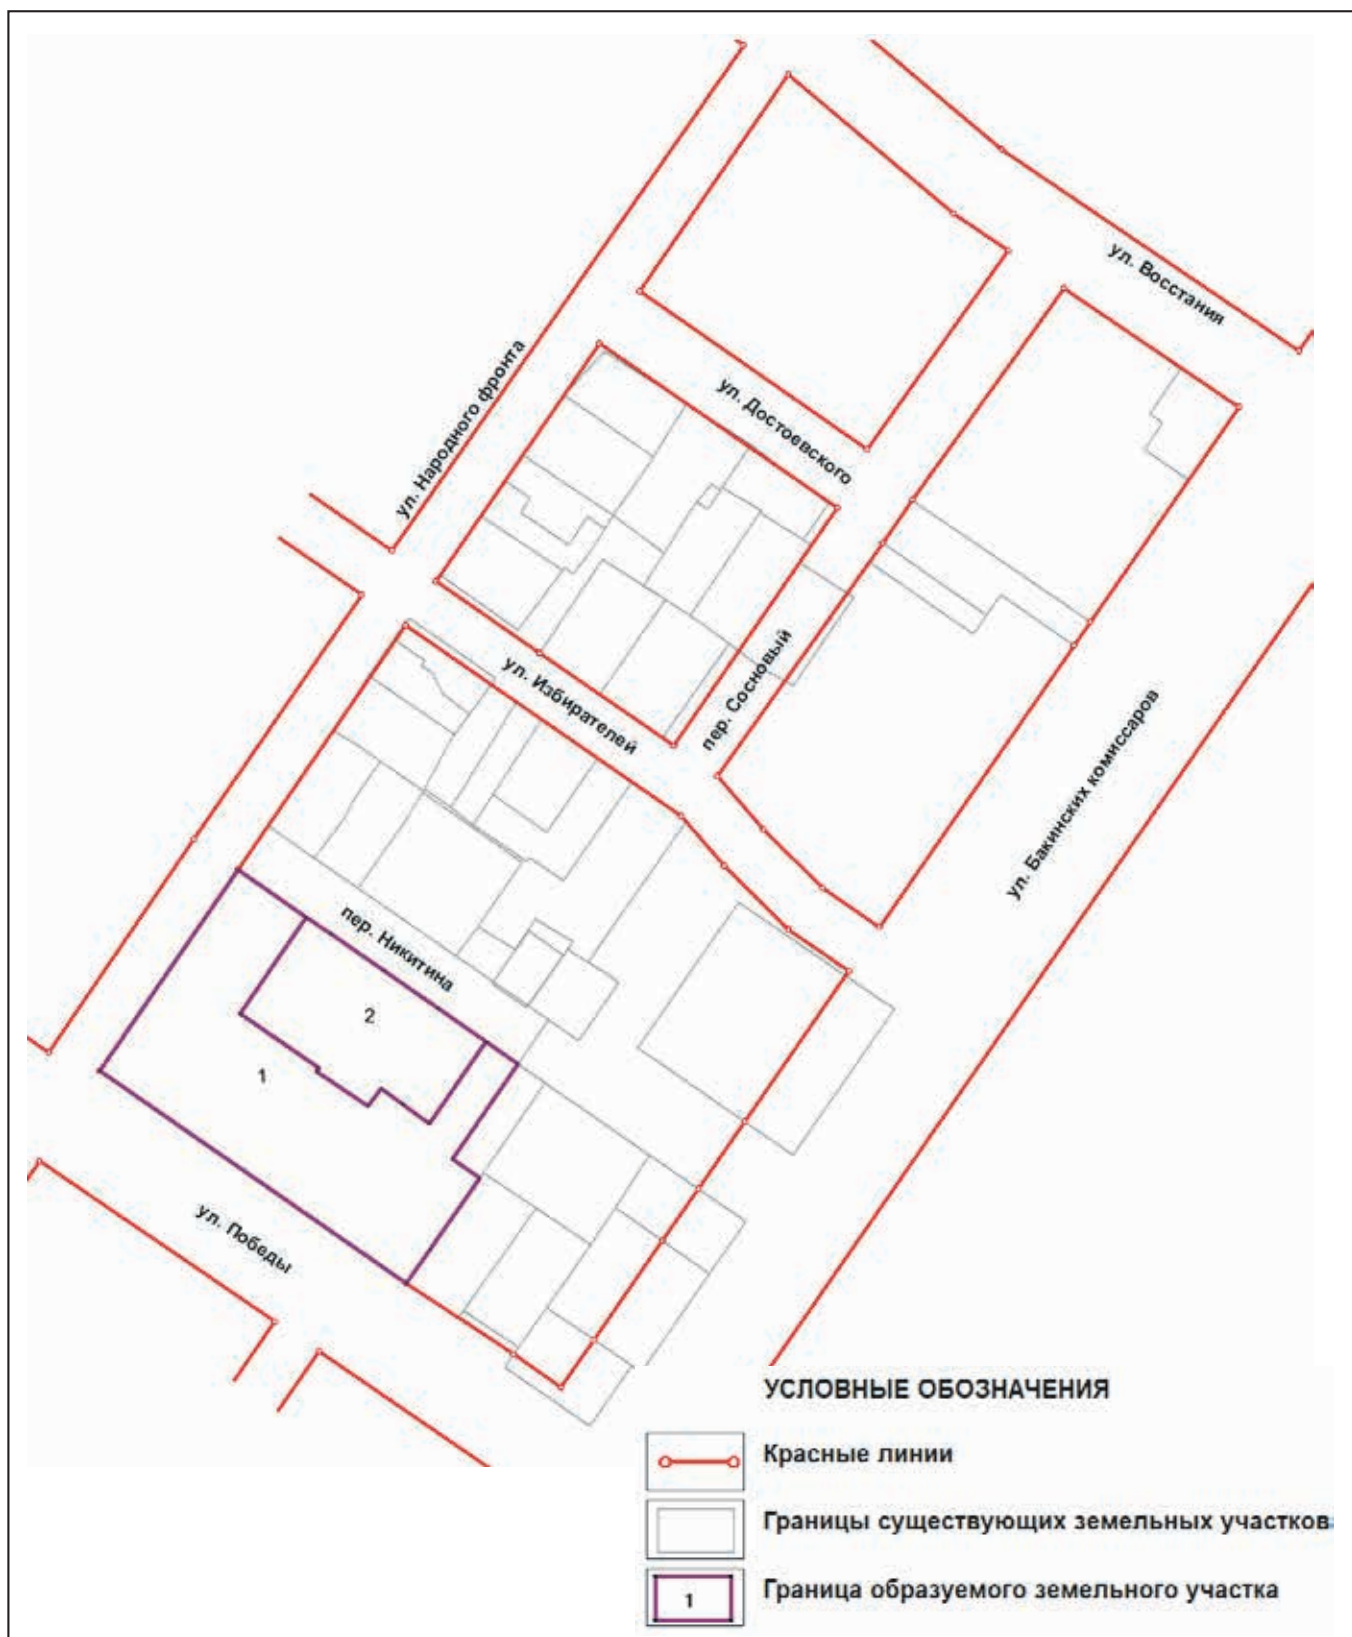 ул. Восстания
ул. Народного фронта
ул. Достоевского
ул. Избирателей
пер. Сосновый
ул. Бакинских комиссаров
пер. Никитина
2
1
ул. Победы
УСЛОВНЫЕ ОБОЗНАЧЕНИЯ
Красные линии
Границы существующих земельных участков
1
Граница образуемого земельного участка